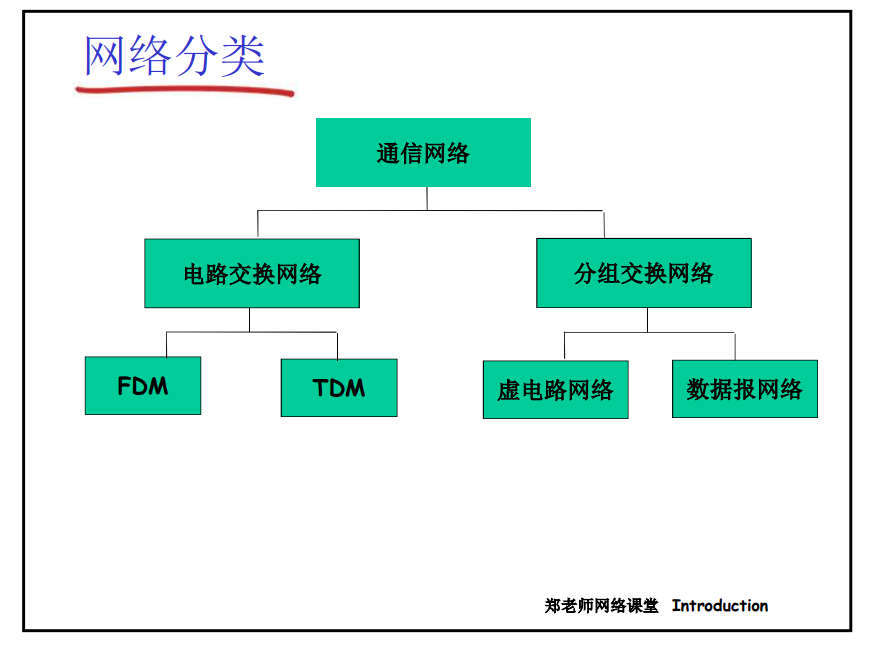 网络分类
通信网络
电路交换网络
分组交换网络
FDM
TDM
虚电路网络
数据报网络
郑老师网络课堂 Introduction